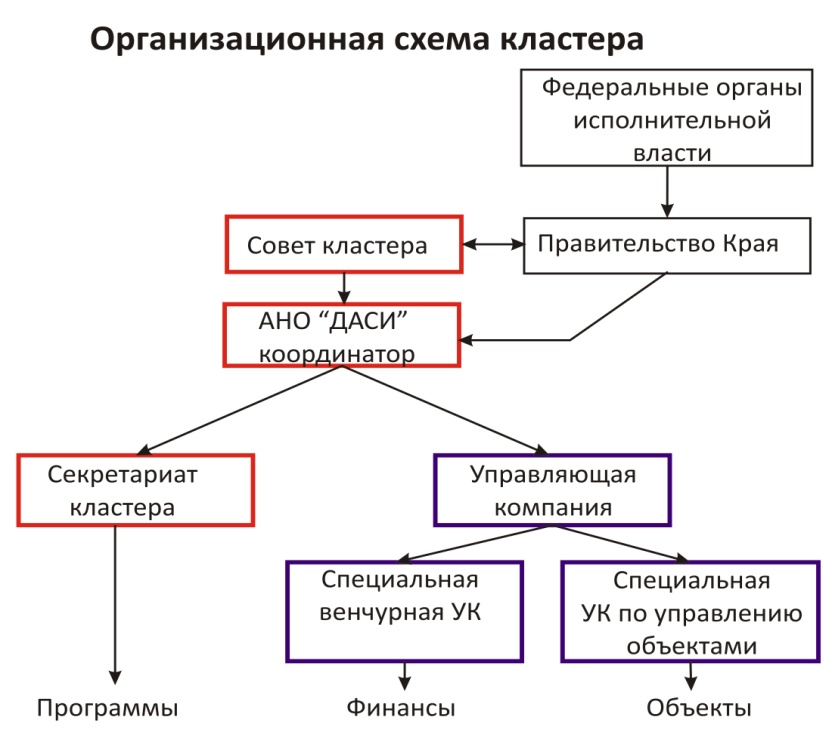 Организационная схема кластера
Федеральные органы
исполнительной
власти
Совет кластера
Правительство Края
АНО “ДАСИ”
координатор
Секретариат
кластера
Управляющая
компания
Специальная
венчурная УК
Специальная
УК по управлению
объектами
Программы
Финансы
Объекты